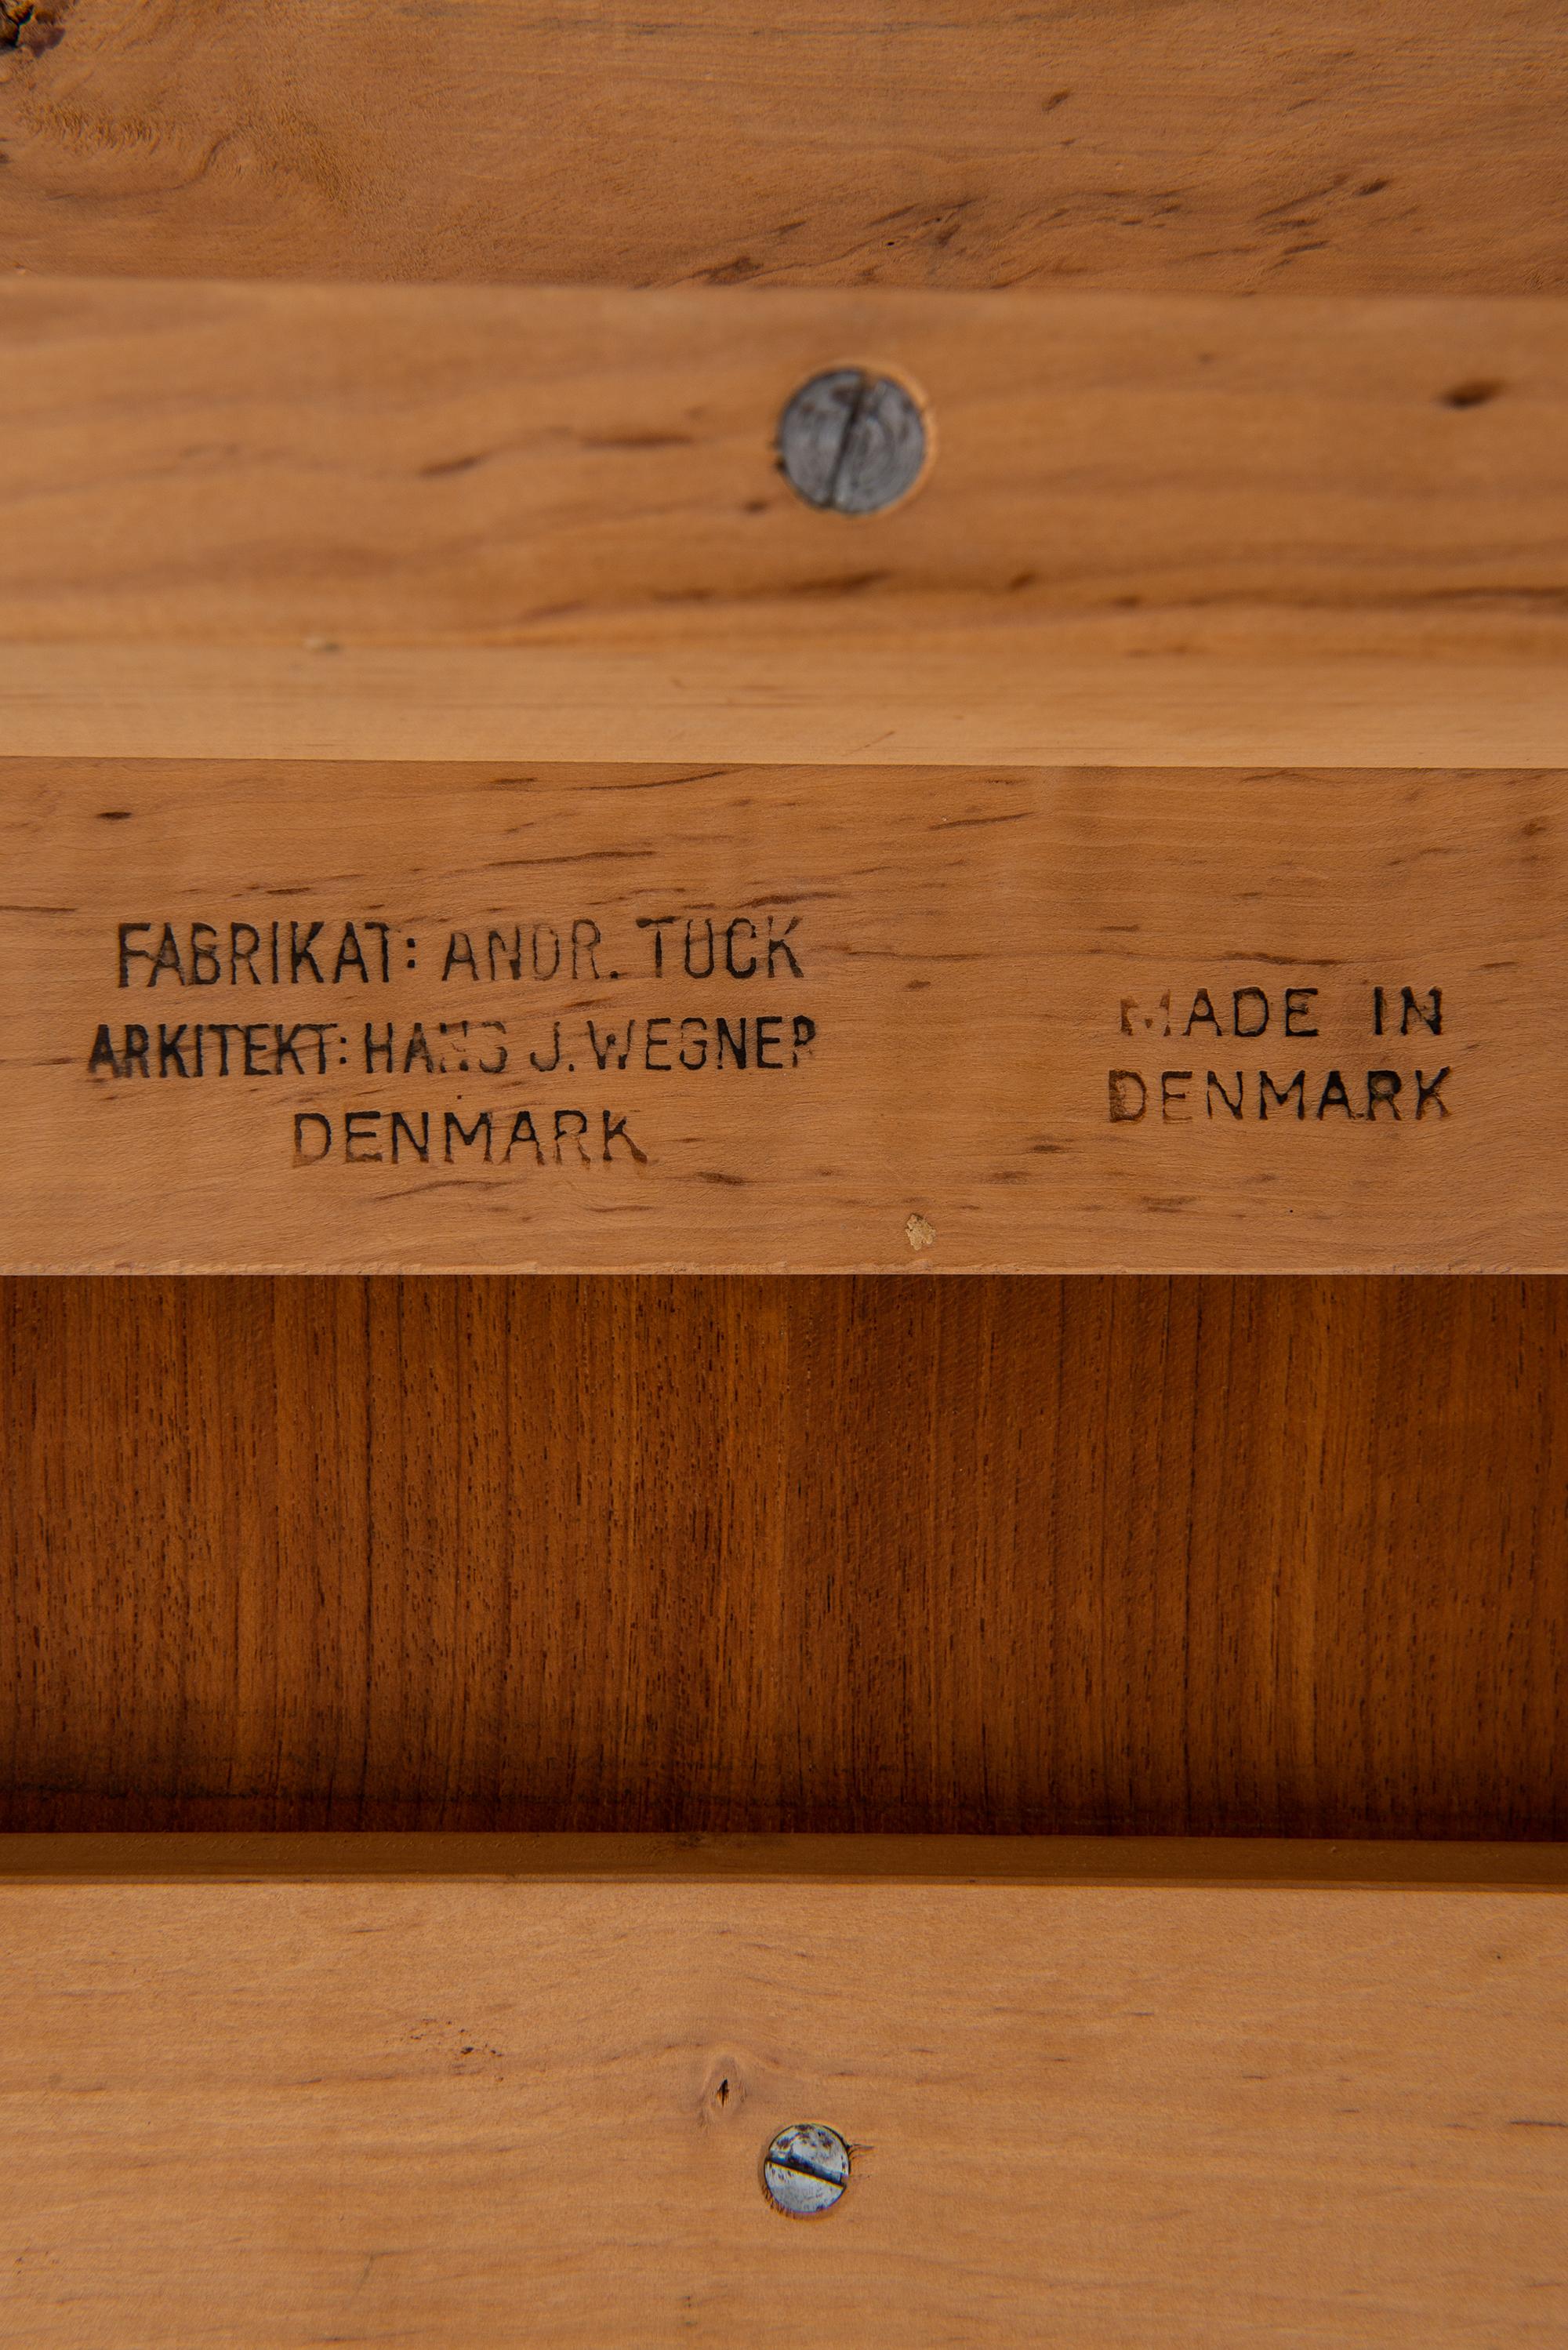 FABRIKAT: ANDR. TUCK
ARKITEKT: HANS J. WEGNER
DENMARK
MADE IN
DENMARK